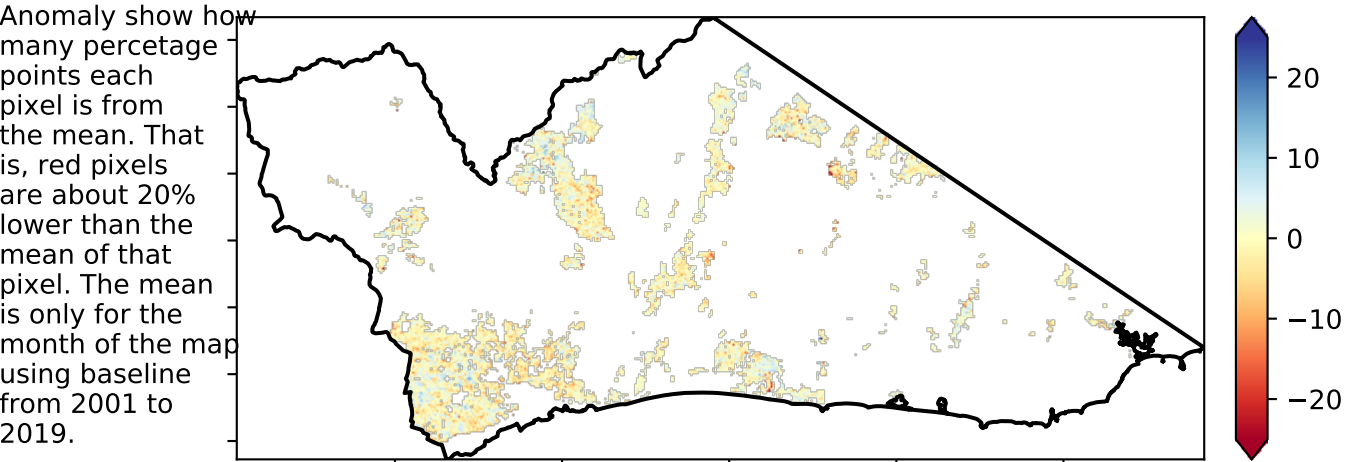 Anomaly show how
many percetage
points each
pixel is from
the mean. That
is, red pixels
are about 20%
lower than the
mean of that
pixel. The mean
is only for the
month of the map
using baseline
from 2001 to
2019.
20
10
0
−10
−20